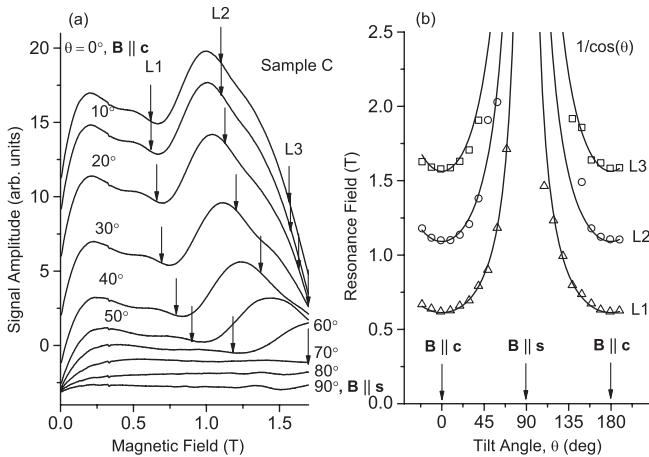 (a)
L2
θ = 0°, B || c
L1
Sample C
10°
20°
30°
40°
50°
L3
60°
70°
80°
90°, B || s
20
15
10
5
0
Signal Amplitude (arb. units)
0.0 0.5 1.0 1.5
Magnetic Field (T)
(b)
1/cos(θ)
L3
L2
L1
B || c B || s B || c
2.5
2.0
1.5
1.0
0.5
0.0
Resonance Field (T)
0 45 90 135 180
Tilt Angle, θ (deg)